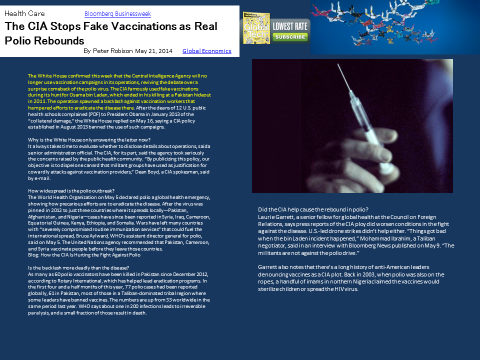 Health Care
Bloomberg Businessweek
The CIA Stops Fake Vaccinations as Real
Polio Rebounds
By Peter Robison May 21, 2014
Global Economics
LOWEST RATE
SUBSCRIBE
The White House confirmed this week that the Central Intelligence Agency will no
longer use vaccination campaigns in its operations, reviving the debate over a
surprise comeback of the polio virus. The CIA famously used fake vaccinations
during its hunt for Osama bin Laden, which ended in his killing at a Pakistan hideout
in 2011. The operation spawned a backlash against vaccination workers that
hampered efforts to eradicate the disease there. After the deans of 12 U.S. public
health schools complained (PDF) to President Obama in January 2013 of the
"collateral damage," the White House replied on May 16, saying a CIA policy
established in August 2013 banned the use of such campaigns.
Why is the White House only answering the letter now?
It always takes time to evaluate whether to disclose details about operations, said a
senior administration official. The CIA, for its part, said the agency took seriously
the concerns raised by the public health community. "By publicizing this policy, our
objective is to dispel one canard that militant groups have used as justification for
cowardly attacks against vaccination providers," Dean Boyd, a CIA spokesman, said
by e-mail.
How widespread is the polio outbreak?
The World Health Organization on May 5 declared polio a global health emergency,
showing how precarious efforts are to eradicate the disease. After the virus was
pinned in 2012 to just three countries where it spreads locally—Pakistan,
Afghanistan, and Nigeria—cases have since been reported in Syria, Iraq, Cameroon,
Equatorial Guinea, Kenya, Ethiopia, and Somalia. Wars have left many countries
with "severely compromised routine immunization services" that could fuel the
international spread, Bruce Aylward, WHO's assistant director general for polio,
said on May 5. The United Nations agency recommended that Pakistan, Cameroon,
and Syria vaccinate people before they leave those countries.
Blog: How the CIA Is Hurting the Fight Against Polio
Is the backlash more deadly than the disease?
As many as 60 polio vaccinators have been killed in Pakistan since December 2012,
according to Rotary International, which has helped lead eradication programs. In
the first four and a half months of this year, 77 polio cases had been reported
globally, 61 in Pakistan, most of those in a Taliban-dominated tribal region where
some leaders have banned vaccines. The numbers are up from 33 worldwide in the
same period last year. WHO says about one in 200 infections leads to irreversible
paralysis, and a small fraction of those result in death.
Did the CIA help cause the rebound in polio?
Laurie Garrett, a senior fellow for global health at the Council on Foreign
Relations, says press reports of the CIA ploy did worsen conditions in the fight
against the disease. U.S.-led drone strikes didn't help either. "Things got bad
when the bin Laden incident happened," Mohammad Ibrahim, a Taliban
negotiator, said in an interview with Bloomberg News published on May 9. "The
militants are not against the polio drive."
Garrett also notes that there's a long history of anti-American leaders
denouncing vaccines as a CIA plot. Back in 2003, when polio was also on the
ropes, a handful of imams in northern Nigeria claimed the vaccines would
sterilize children or spread the HIV virus.